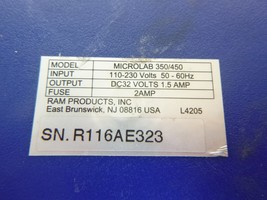 MODEL MICROLAB 350/450
INPUT 110-230 Volts 50 - 60Hz
OUTPUT DC32 VOLTS 1.5 AMP
FUSE 2AMP
RAM PRODUCTS, INC
East Brunswick, NJ 08816 USA L4205
SN. R116AE323